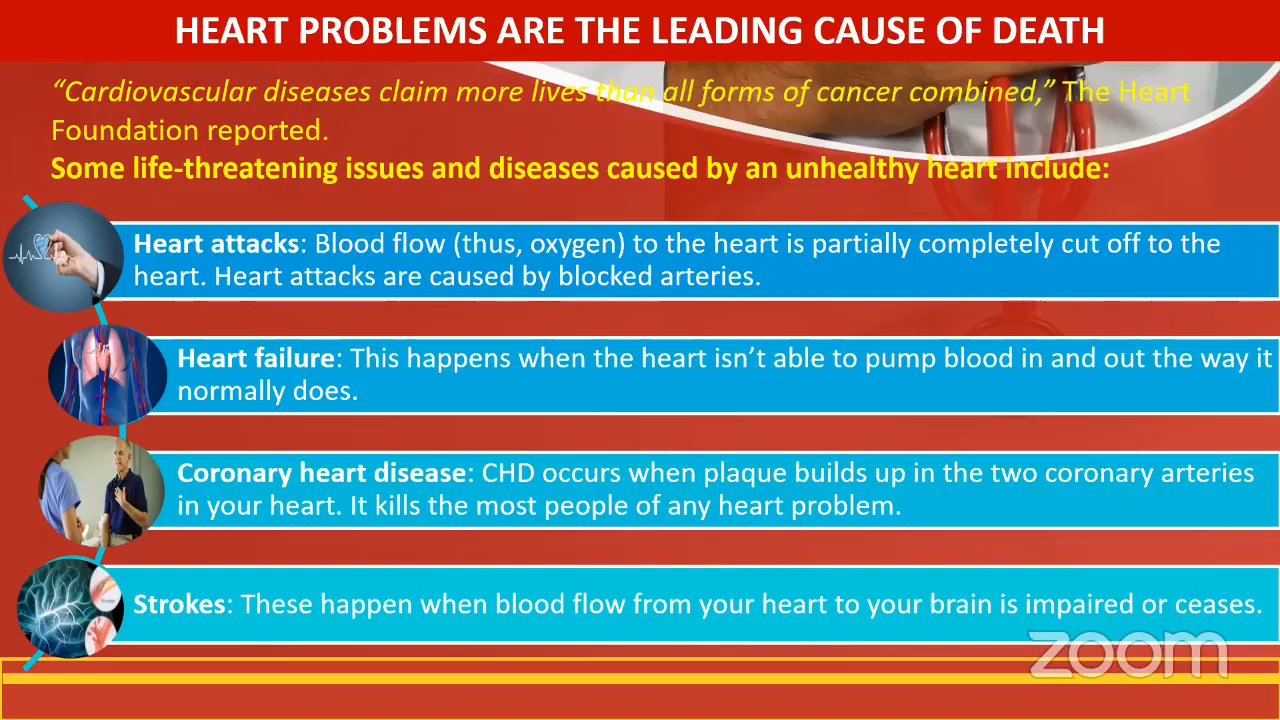 HEART PROBLEMS ARE THE LEADING CAUSE OF DEATH
“Cardiovascular diseases claim more lives than all forms of cancer combined,” The Heart
Foundation reported.
Some life-threatening issues and diseases caused by an unhealthy heart include:
Heart attacks: Blood flow (thus, oxygen) to the heart is partially completely cut off to the
heart. Heart attacks are caused by blocked arteries.
Heart failure: This happens when the heart isn’t able to pump blood in and out the way it
normally does.
Coronary heart disease: CHD occurs when plaque builds up in the two coronary arteries
in your heart. It kills the most people of any heart problem.
Strokes: These happen when blood flow from your heart to your brain is impaired or ceases.
zoom